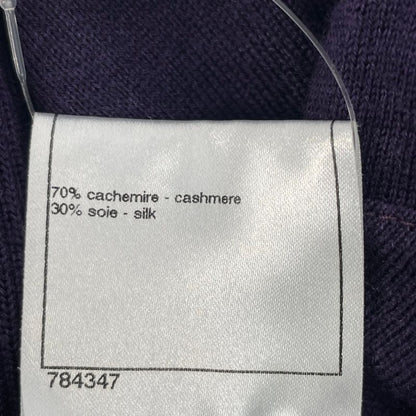 70% cachemire - cashmere
30% soie - silk
784347